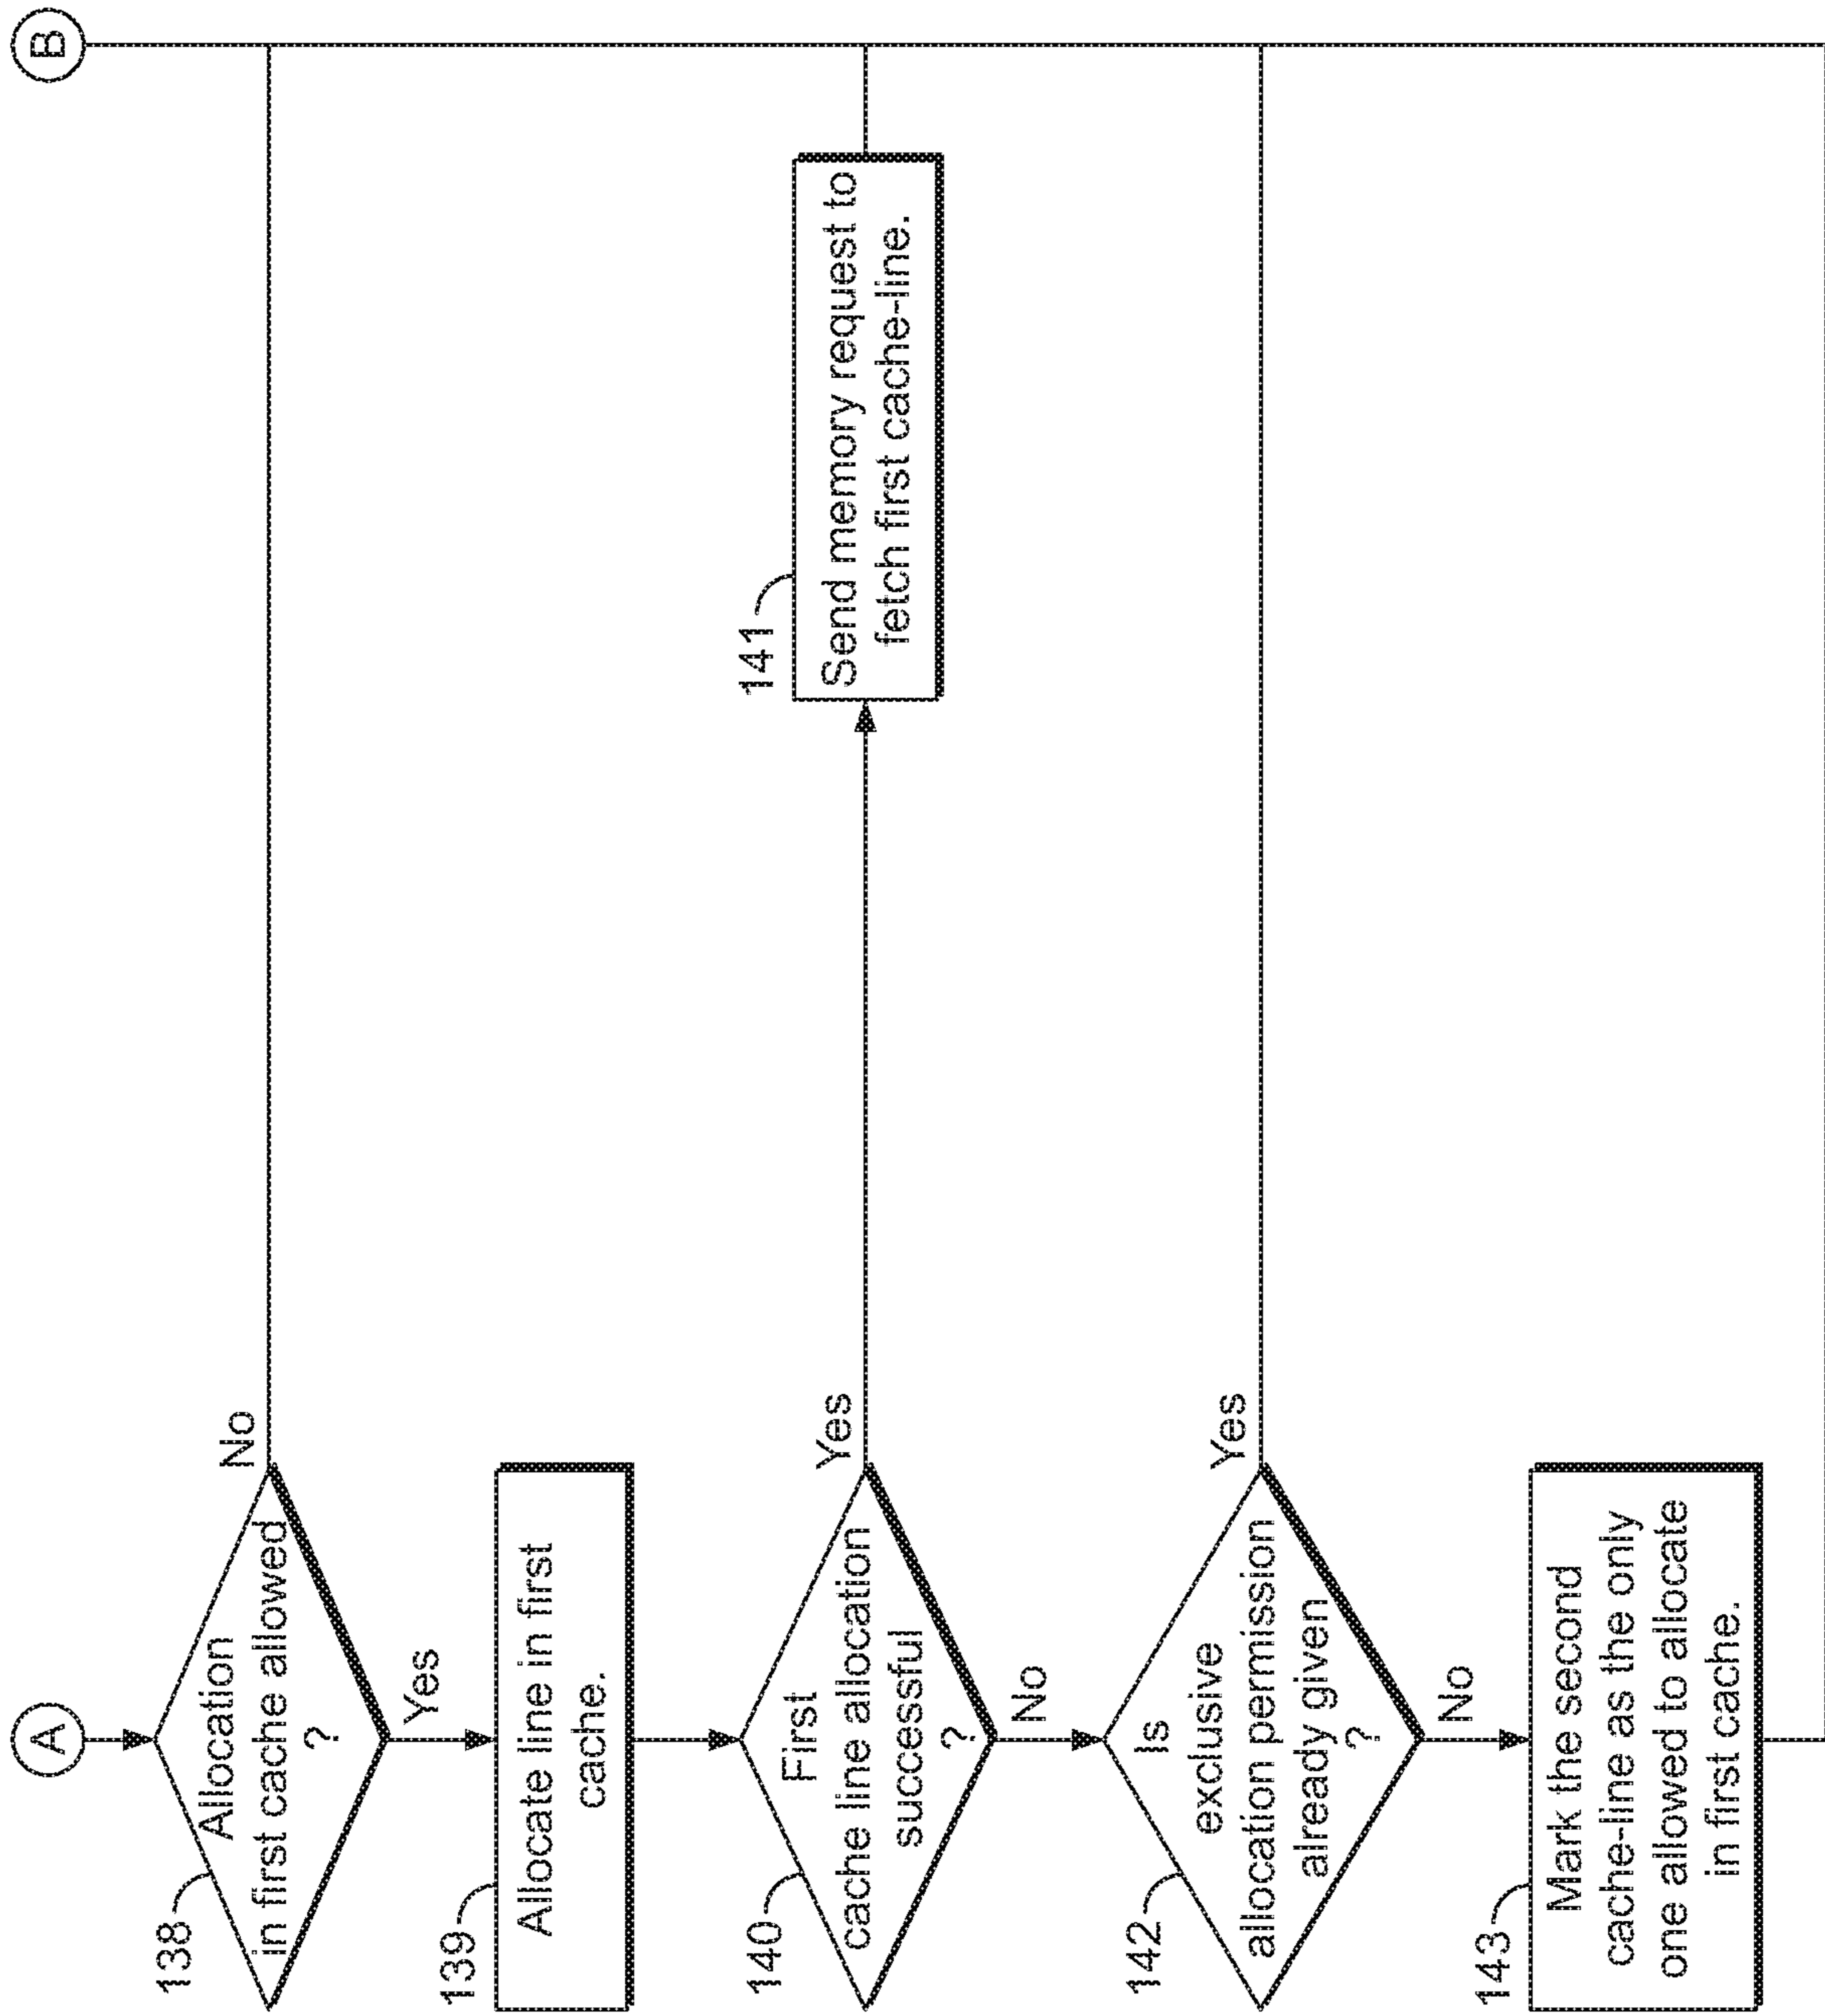 A
B
138
Allocation
in first cache allowed
?
No
Yes
139
Allocate line in first
cache.
140
First
cache line allocation
successful
?
Yes
No
141
Send memory request to
fetch first cache-line.
142
Is
exclusive
allocation permission
already given
?
Yes
No
143
Mark the second
cache-line as the only
one allowed to allocate
in first cache.